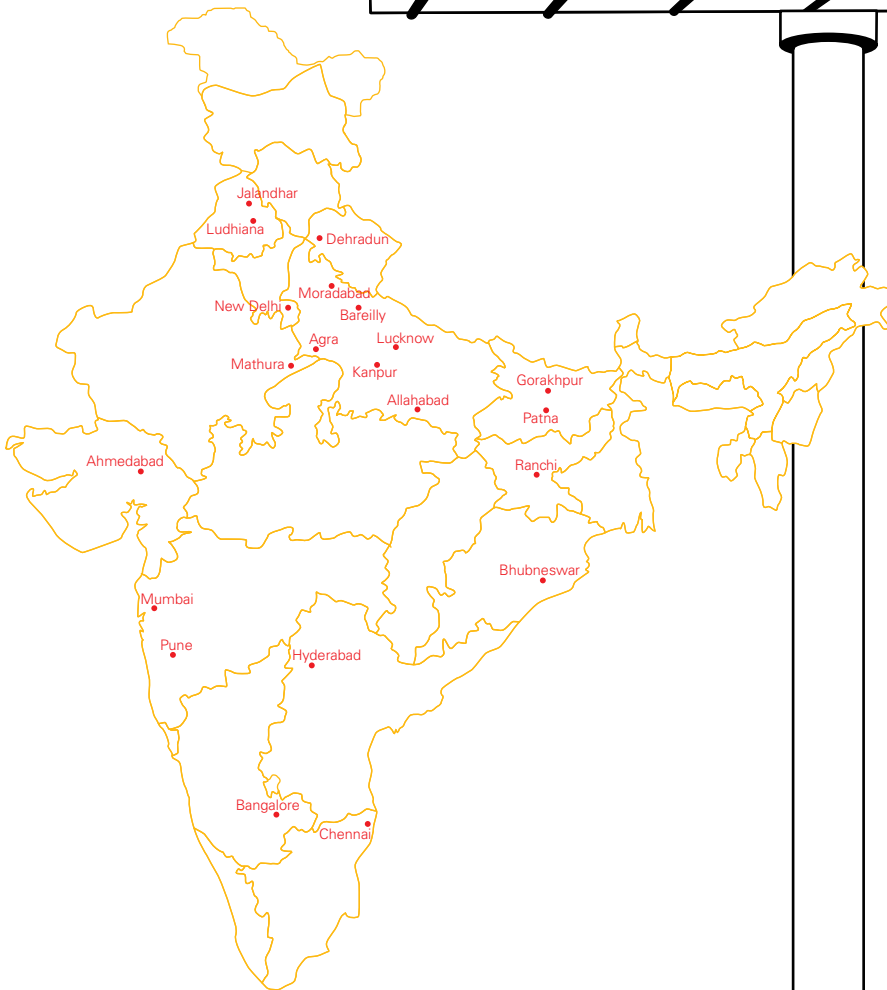 Jalandhar
Ludhiana
Dehradun
Moradabad
New Delhi
Bareilly
Agra
Lucknow
Mathura
Kanpur
Gorakhpur
Allahabad
Patna
Ahmedabad
Ranchi
Bhubneswar
Mumbai
Pune
Hyderabad
Bangalore
Chennai